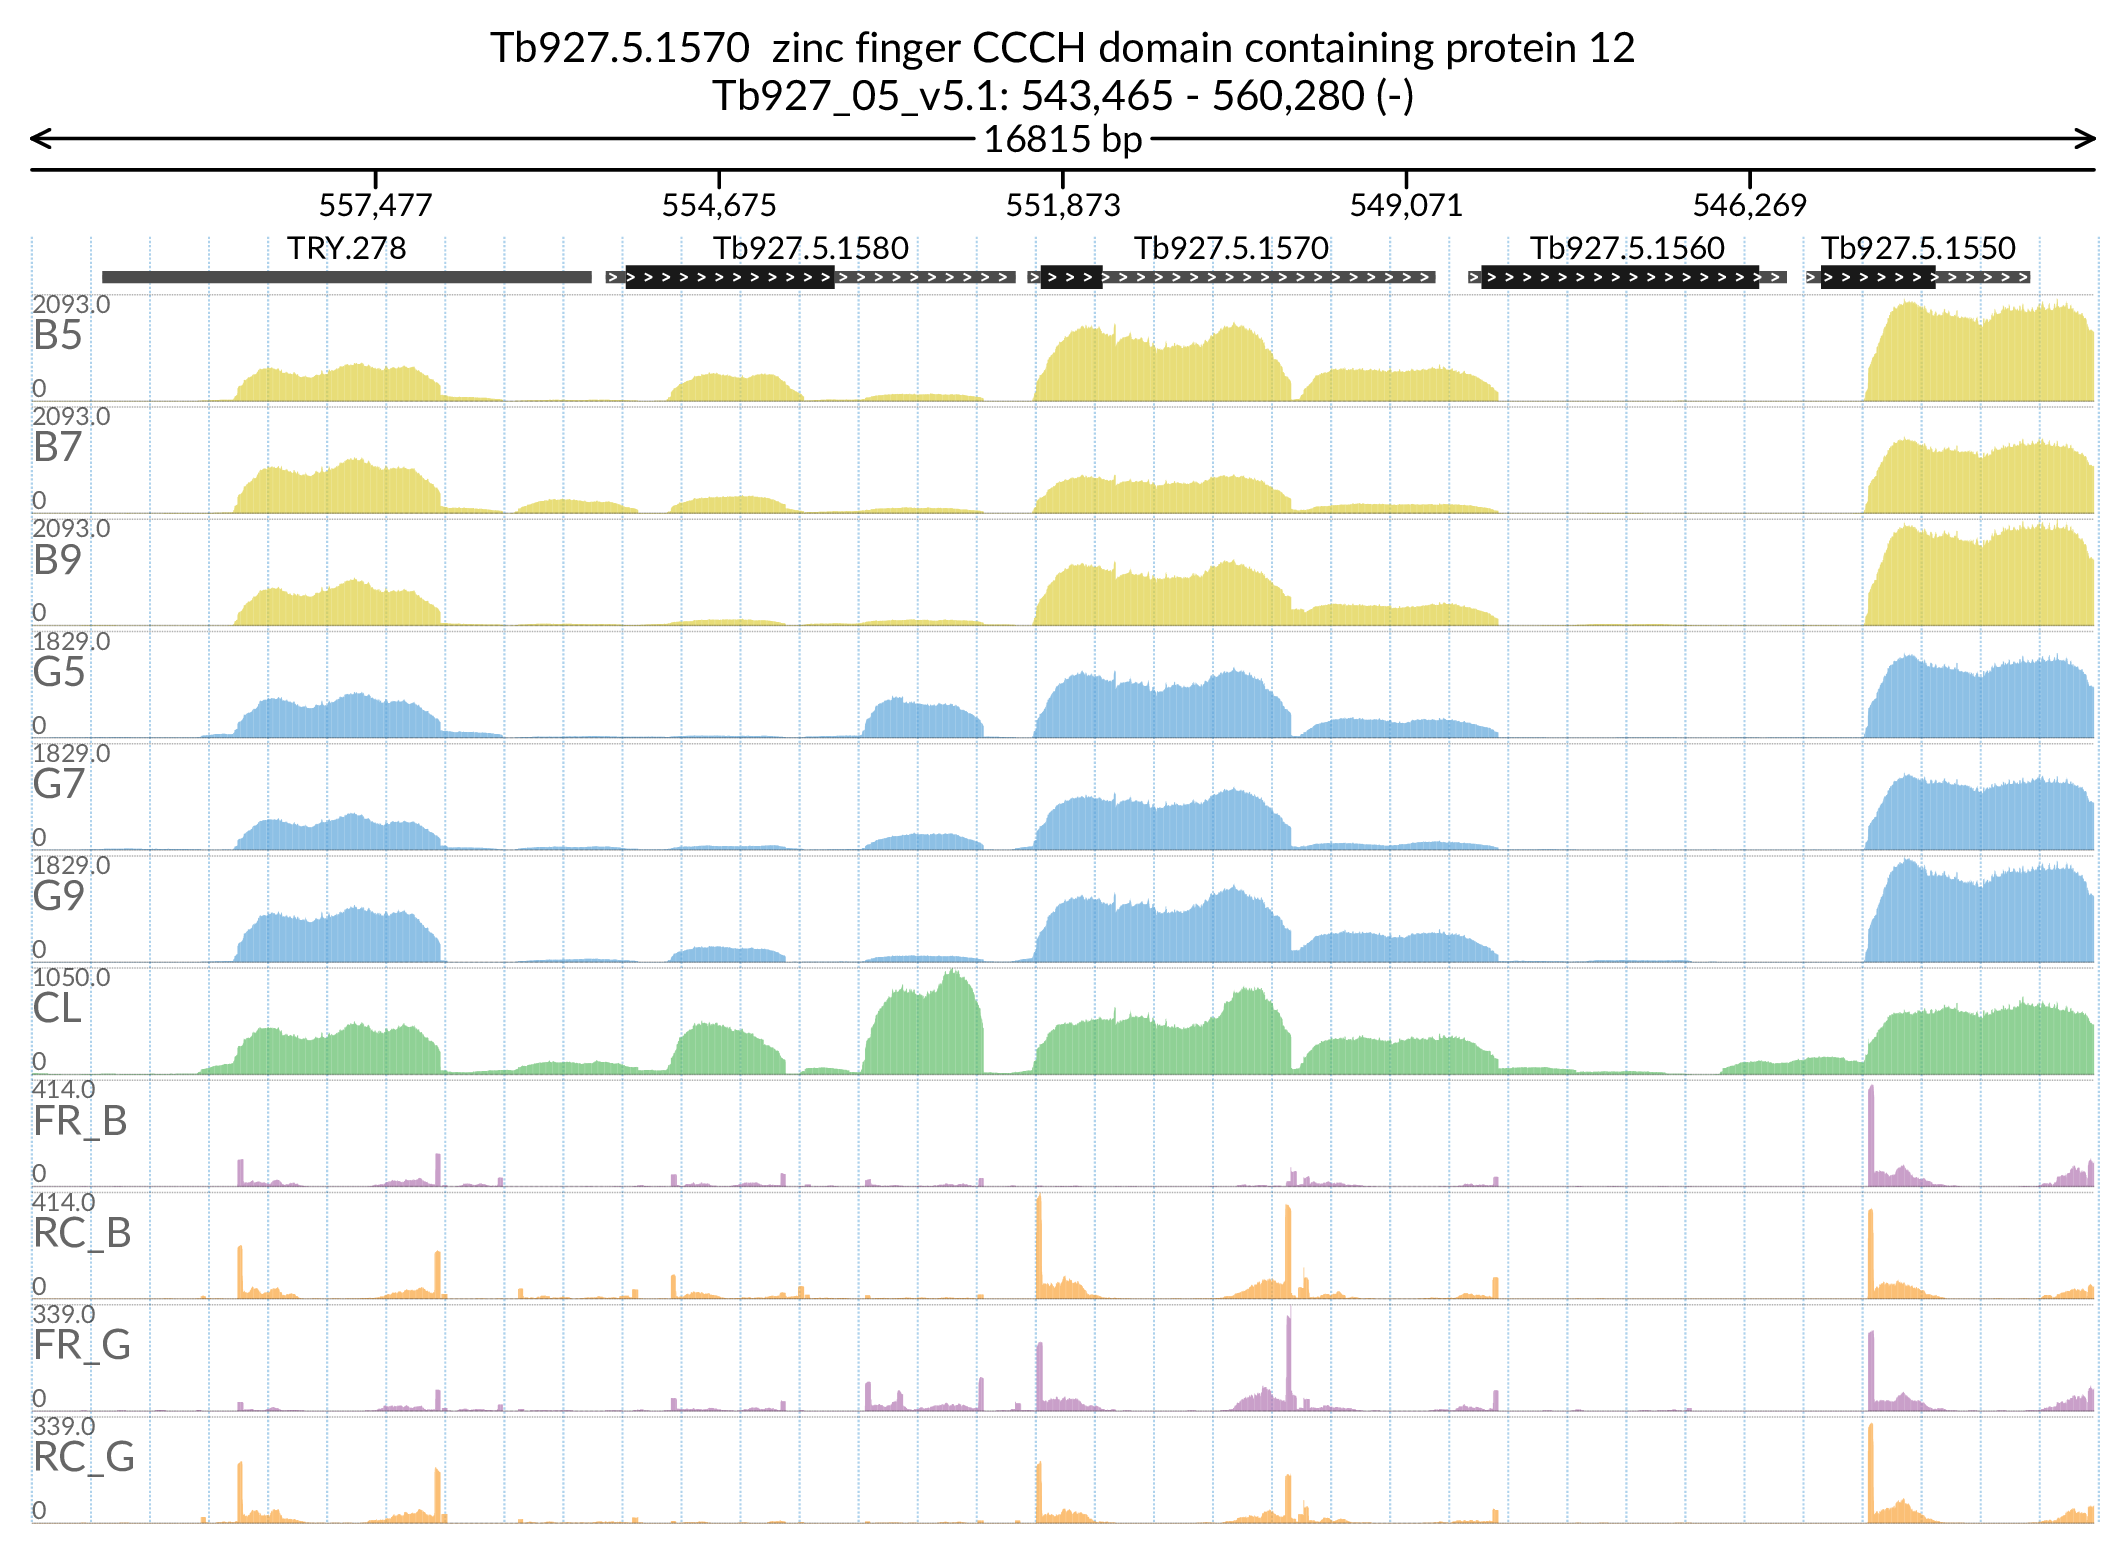 Tb927.5.1570  zinc finger CCCH domain containing protein 12
Tb927_05_v5.1: 543,465 - 560,280 (-)
16815 bp
557,477 554,675 551,873 549,071 546,269
TRY.278 Tb927.5.1580 Tb927.5.1570 Tb927.5.1560 Tb927.5.1550
2093.0
B5
0
2093.0
B7
0
2093.0
B9
0
1829.0
G5
0
1829.0
G7
0
1829.0
G9
0
1050.0
CL
0
414.0
FR_B
0
414.0
RC_B
0
339.0
FR_G
0
339.0
RC_G
0